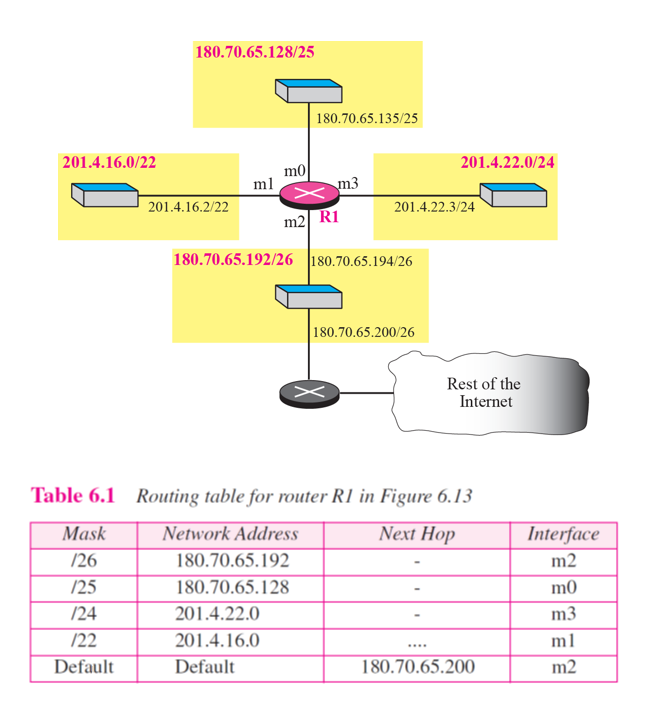 180.70.65.128/25
180.70.65.135/25
201.4.16.0/22
201.4.22.0/24
m0
m1
m3
201.4.16.2/22
201.4.22.3/24
m2
R1
180.70.65.192/26
180.70.65.194/26
180.70.65.200/26
Rest of the
Internet
Table 6.1 Routing table for router R1 in Figure 6.13
Mask Network Address Next Hop Interface
/26 180.70.65.192 - m2
/25 180.70.65.128 - m0
/24 201.4.22.0 - m3
/22 201.4.16.0 .... m1
Default Default 180.70.65.200 m2